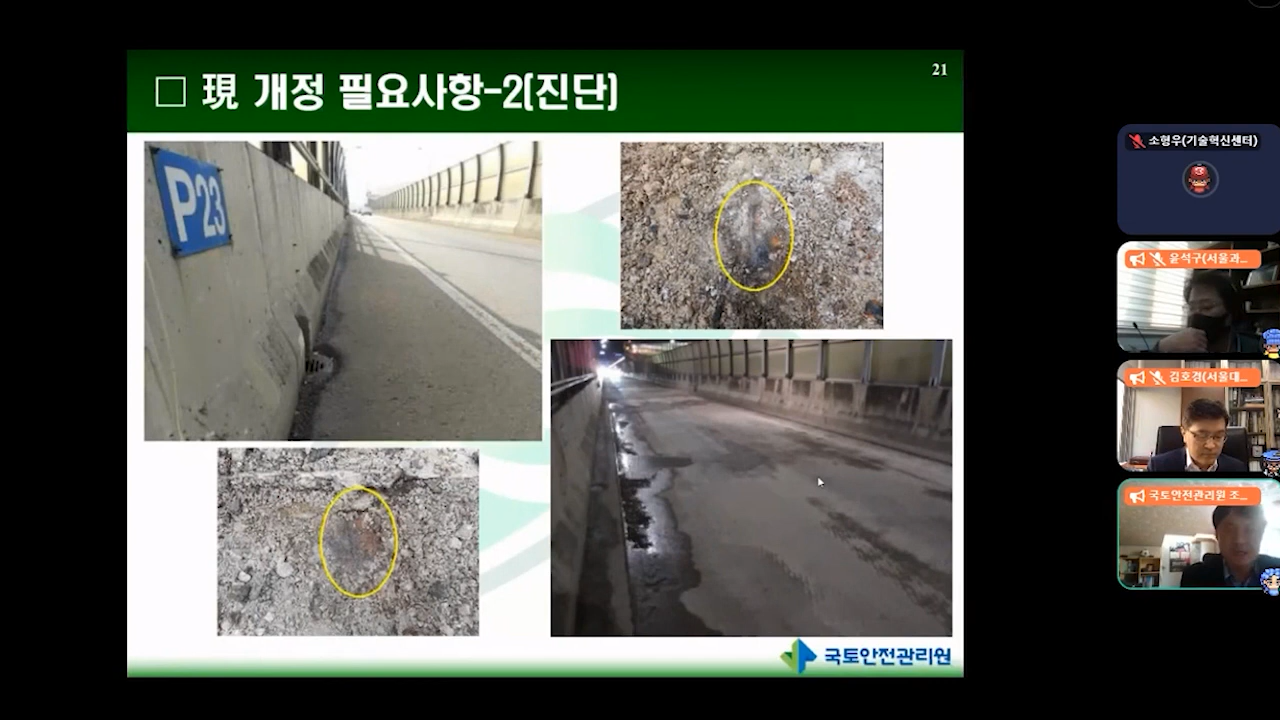 21
□ 現 개정 필요사항-2(진단)
P23
국토안전관리원
소형우(기술혁신센터)
윤석구(서울과...
김호경(서울대...
국토안전관리원 조...